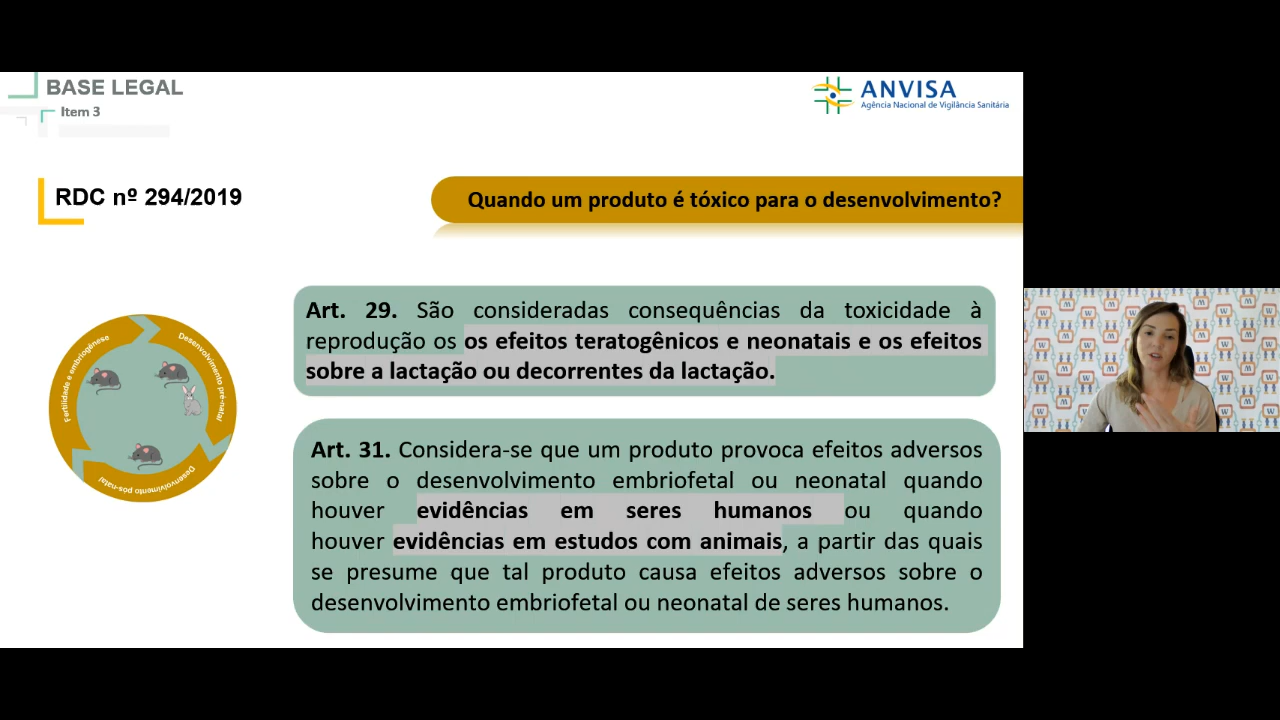 BASE LEGAL
Item 3
ANVISA
Agência Nacional de Vigilância Sanitária
RDC nº 294/2019
Quando um produto é tóxico para o desenvolvimento?
Fertilidade e embriogênese
Desenvolvimento pré-natal
Desenvolvimento pós-natal
Art. 29. São consideradas consequências da toxicidade à
reprodução os os efeitos teratogênicos e neonatais e os efeitos
sobre a lactação ou decorrentes da lactação.
Art. 31. Considera-se que um produto provoca efeitos adversos
sobre o desenvolvimento embriofetal ou neonatal quando
houver evidências em seres humanos ou quando
houver evidências em estudos com animais, a partir das quais
se presume que tal produto causa efeitos adversos sobre o
desenvolvimento embriofetal ou neonatal de seres humanos.